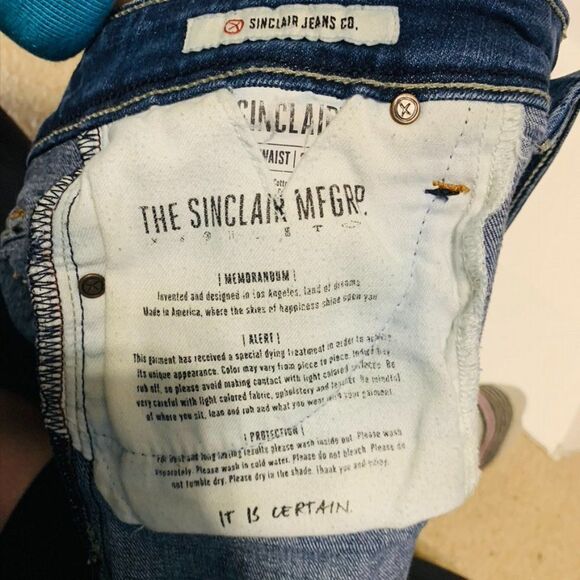 SINCLAIR JEANS CO.
SINCLAIR
WAIST |
THE SINCLAIR MFGRD.
| MEMORANDUM |
Invented and designed in Los Angeles, land of dreams
Made in America, where the skies of happiness shine upon you
| ALERT |
This garment has received a special dying treatment in order to achieve
its unique appearance. Color may vary from piece to piece. Indigo may
rub off, so please avoid making contact with light colored surfaces. Be
very careful with light colored fabric, upholstery and leather. Be mindful
of where you sit, lean and rub and what you wear with your garment
| PROTECTION |
For best and long lasting results please wash inside out. Please wash
separately. Please wash in cold water. Please do not bleach. Please do
not tumble dry. Please dry in the shade. Thank you and enjoy.
IT IS CERTAIN.